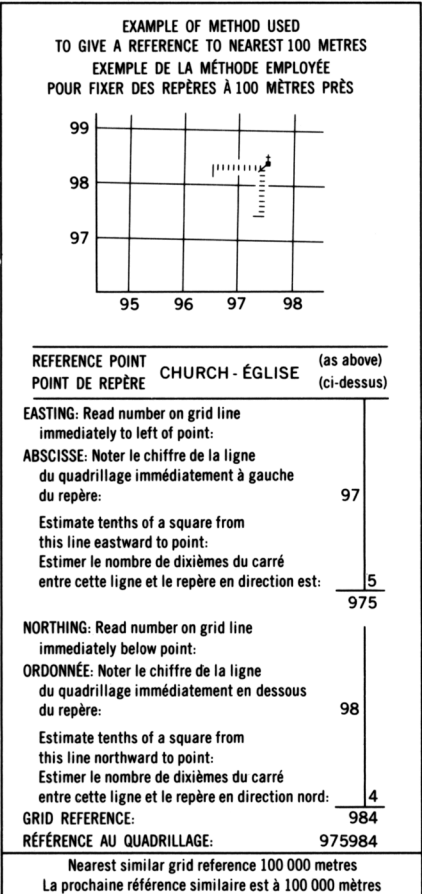 EXAMPLE OF METHOD USED
TO GIVE A REFERENCE TO NEAREST 100 METRES
EXEMPLE DE LA MÉTHODE EMPLOYÉE
POUR FIXER DES REPÈRES À 100 MÈTRES PRÈS
99
98
97
95 96 97 98
REFERENCE POINT
POINT DE REPÈRE
CHURCH - ÉGLISE
(as above)
(ci-dessus)
EASTING: Read number on grid line
immediately to left of point:
ABSCISSE: Noter le chiffre de la ligne
du quadrillage immédiatement à gauche
du repère: 97
Estimate tenths of a square from
this line eastward to point:
Estimer le nombre de dixièmes du carré
entre cette ligne et le repère en direction est: 5
975
NORTHING: Read number on grid line
immediately below point:
ORDONNÉE: Noter le chiffre de la ligne
du quadrillage immédiatement en dessous
du repère: 98
Estimate tenths of a square from
this line northward to point:
Estimer le nombre de dixièmes du carré
entre cette ligne et le repère en direction nord: 4
GRID REFERENCE: 984
RÉFÉRENCE AU QUADRILLAGE: 975984
Nearest similar grid reference 100 000 metres
La prochaine référence similaire est à 100 000 mètres